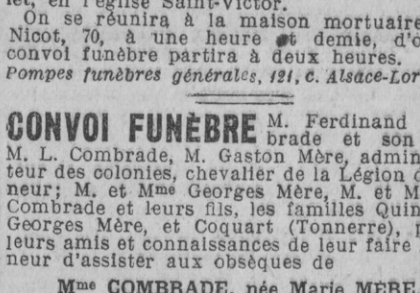 let, en l'église Saint-Victor.
On se réunira à la maison mortuaire
Nicot, 70, à une heure et demie, d'o
convoi funèbre partira à deux heures.
Pompes funèbres générales, 121, c. Alsace-Lor
CONVOI FUNÈBRE M. Ferdinand
brade et son
M. L. Combrade, M. Gaston Mère, admin
teur des colonies, chevalier de la Légion d
neur; M. et Mme Georges Mère, M. et M
Combrade et leurs fils, les familles Quin
Georges Mère, et Coquart (Tonnerre), p
leurs amis et connaissances de leur faire
neur d'assister aux obsèques de
Mme COMBRADE, née Marie MÈRE